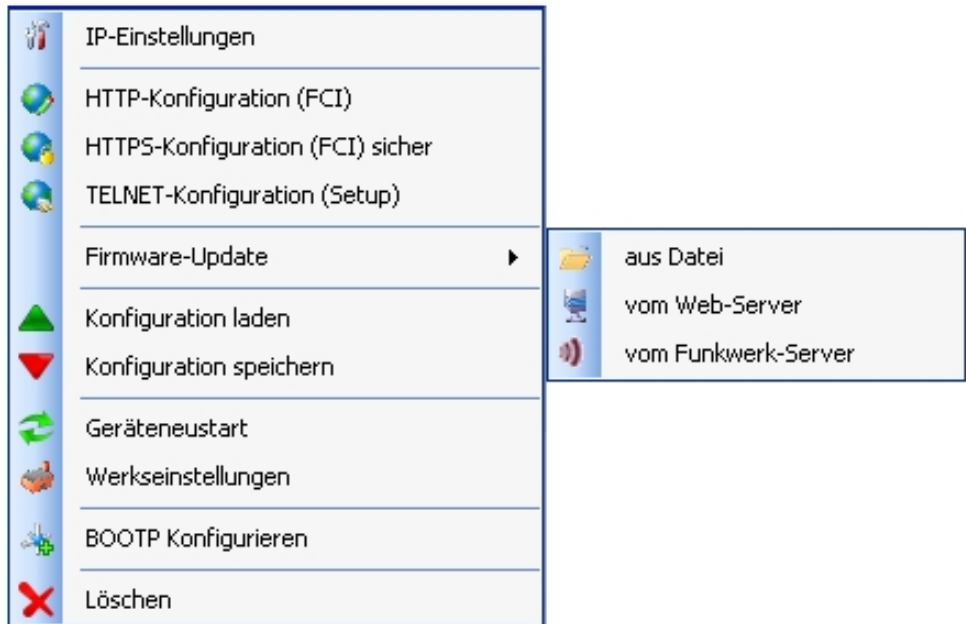 IP-Einstellungen
HTTP-Konfiguration (FCI)
HTTPS-Konfiguration (FCI) sicher
TELNET-Konfiguration (Setup)
Firmware-Update
aus Datei
vom Web-Server
vom Funkwerk-Server
Konfiguration laden
Konfiguration speichern
Geräteneustart
Werkseinstellungen
BOOTP Konfigurieren
Löschen